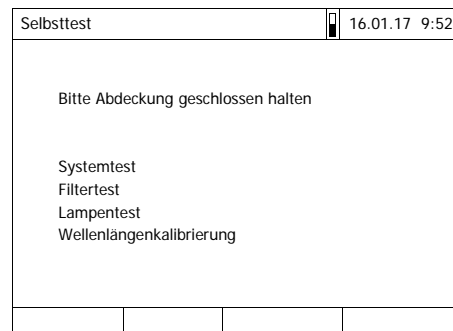 Selbsttest 16.01.17 9:52
Bitte Abdeckung geschlossen halten
Systemtest
Filtertest
Lampentest
Wellenlängenkalibrierung